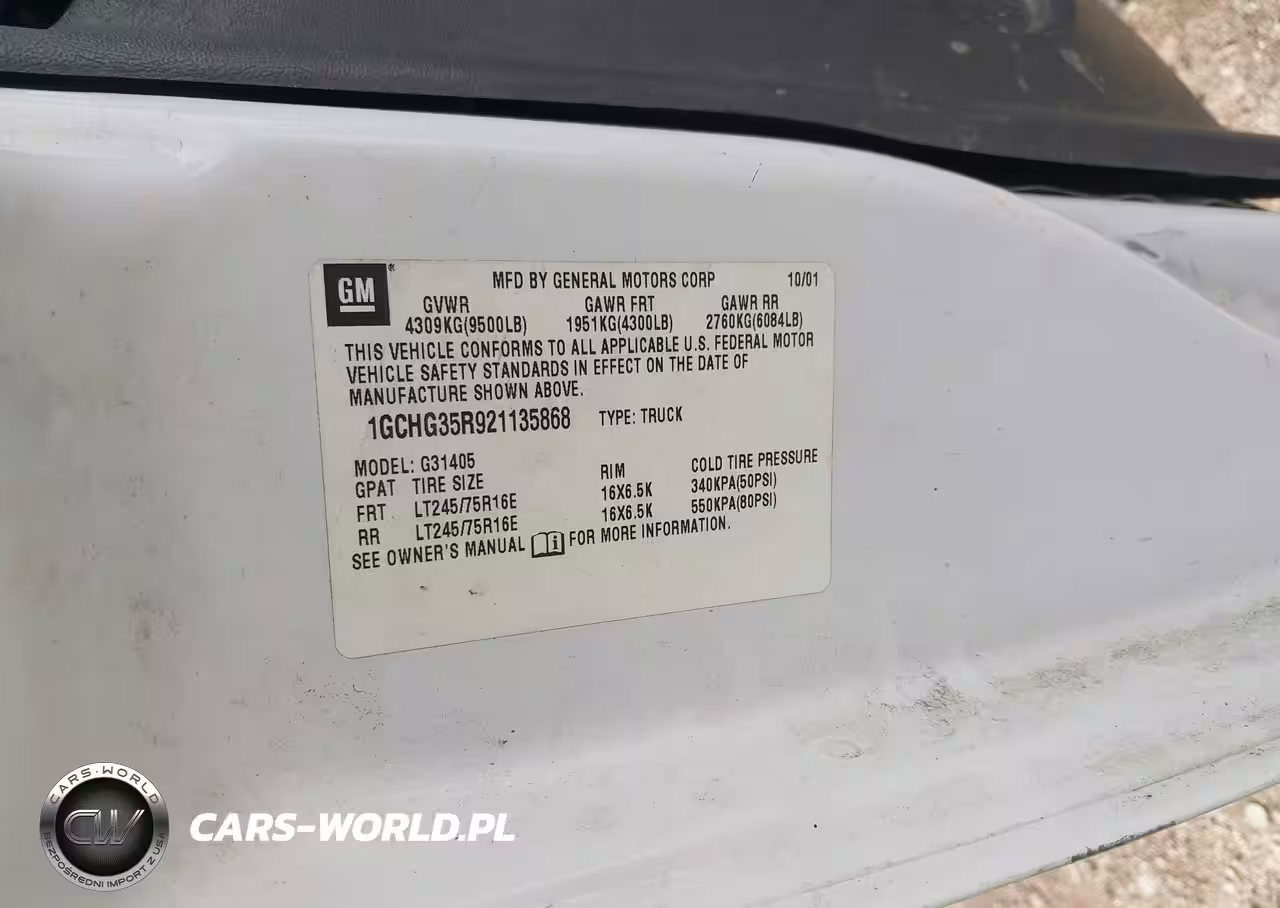 GM®
MFD BY GENERAL MOTORS CORP 10/01
GVWR GAWR FRT GAWR RR
4309KG(9500LB) 1951KG(4300LB) 2760KG(6084LB)
THIS VEHICLE CONFORMS TO ALL APPLICABLE U.S. FEDERAL MOTOR
VEHICLE SAFETY STANDARDS IN EFFECT ON THE DATE OF
MANUFACTURE SHOWN ABOVE.
1GCHG35R921135868 TYPE: TRUCK
MODEL: G31405
GPAT TIRE SIZE RIM COLD TIRE PRESSURE
FRT LT245/75R16E 16X6.5K 340KPA(50PSI)
RR LT245/75R16E 16X6.5K 550KPA(80PSI)
SEE OWNER'S MANUAL FOR MORE INFORMATION.
CARS-WORLD
CW
BEZPOŚREDNI IMPORT Z USA
CARS-WORLD.PL